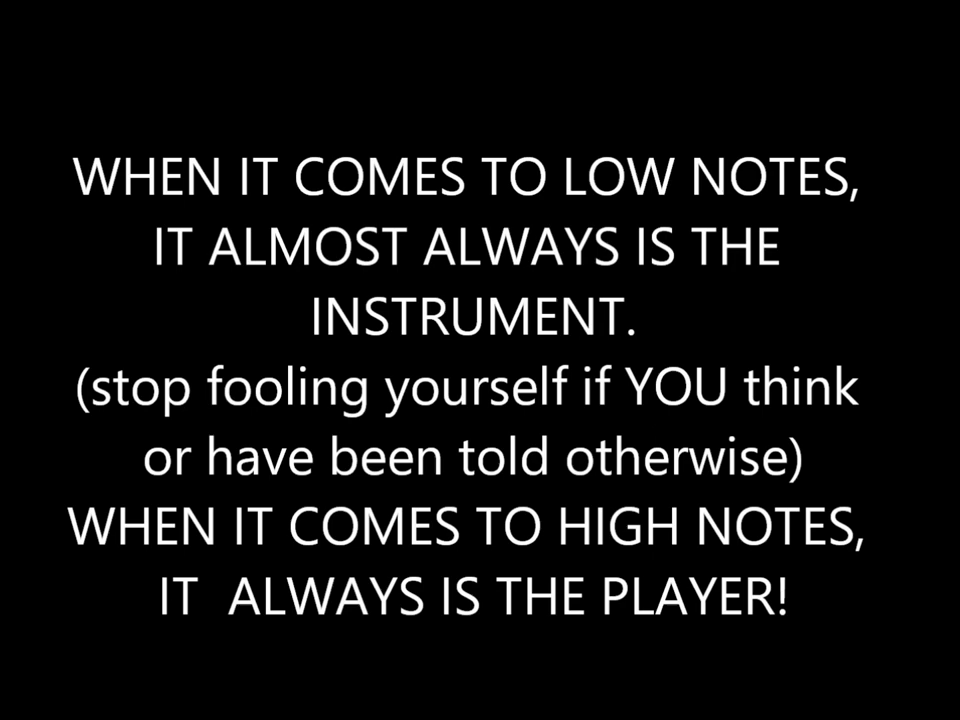 WHEN IT COMES TO LOW NOTES,
IT ALMOST ALWAYS IS THE
INSTRUMENT.
(stop fooling yourself if YOU think
or have been told otherwise)
WHEN IT COMES TO HIGH NOTES,
IT  ALWAYS IS THE PLAYER!